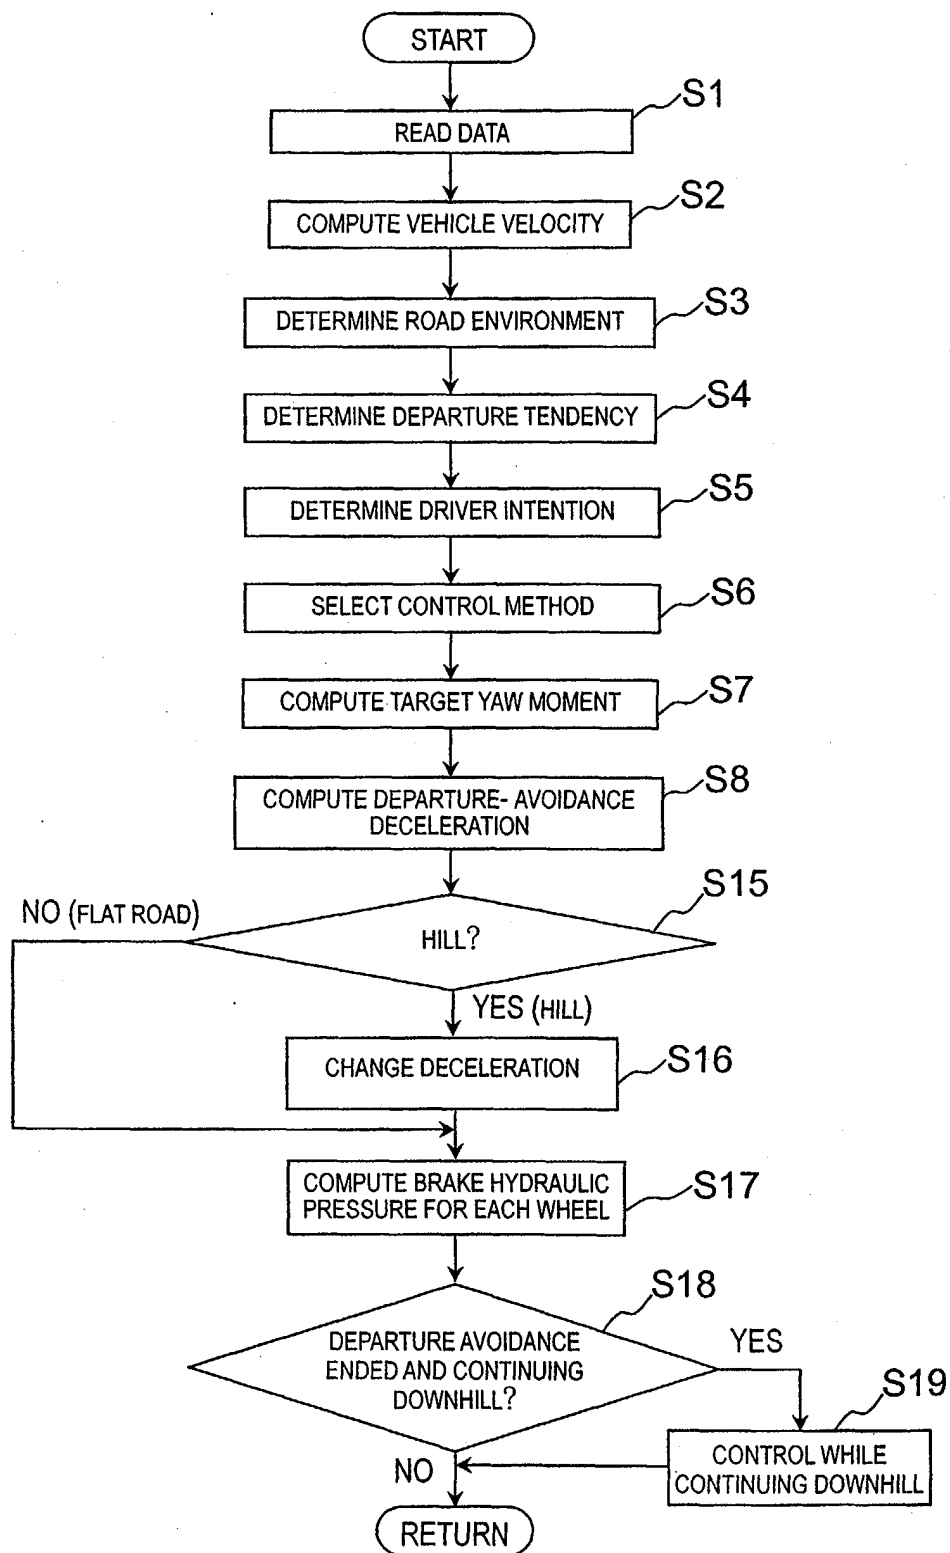 START
S1
READ DATA
S2
COMPUTE VEHICLE VELOCITY
S3
DETERMINE ROAD ENVIRONMENT
S4
DETERMINE DEPARTURE TENDENCY
S5
DETERMINE DRIVER INTENTION
S6
SELECT CONTROL METHOD
S7
COMPUTE TARGET YAW MOMENT
S8
COMPUTE DEPARTURE- AVOIDANCE
DECELERATION
S15
NO (FLAT ROAD)
HILL?
YES (HILL)
S16
CHANGE DECELERATION
S17
COMPUTE BRAKE HYDRAULIC
PRESSURE FOR EACH WHEEL
S18
DEPARTURE AVOIDANCE
ENDED AND CONTINUING
DOWNHILL?
YES
S19
CONTROL WHILE
CONTINUING DOWNHILL
NO
RETURN